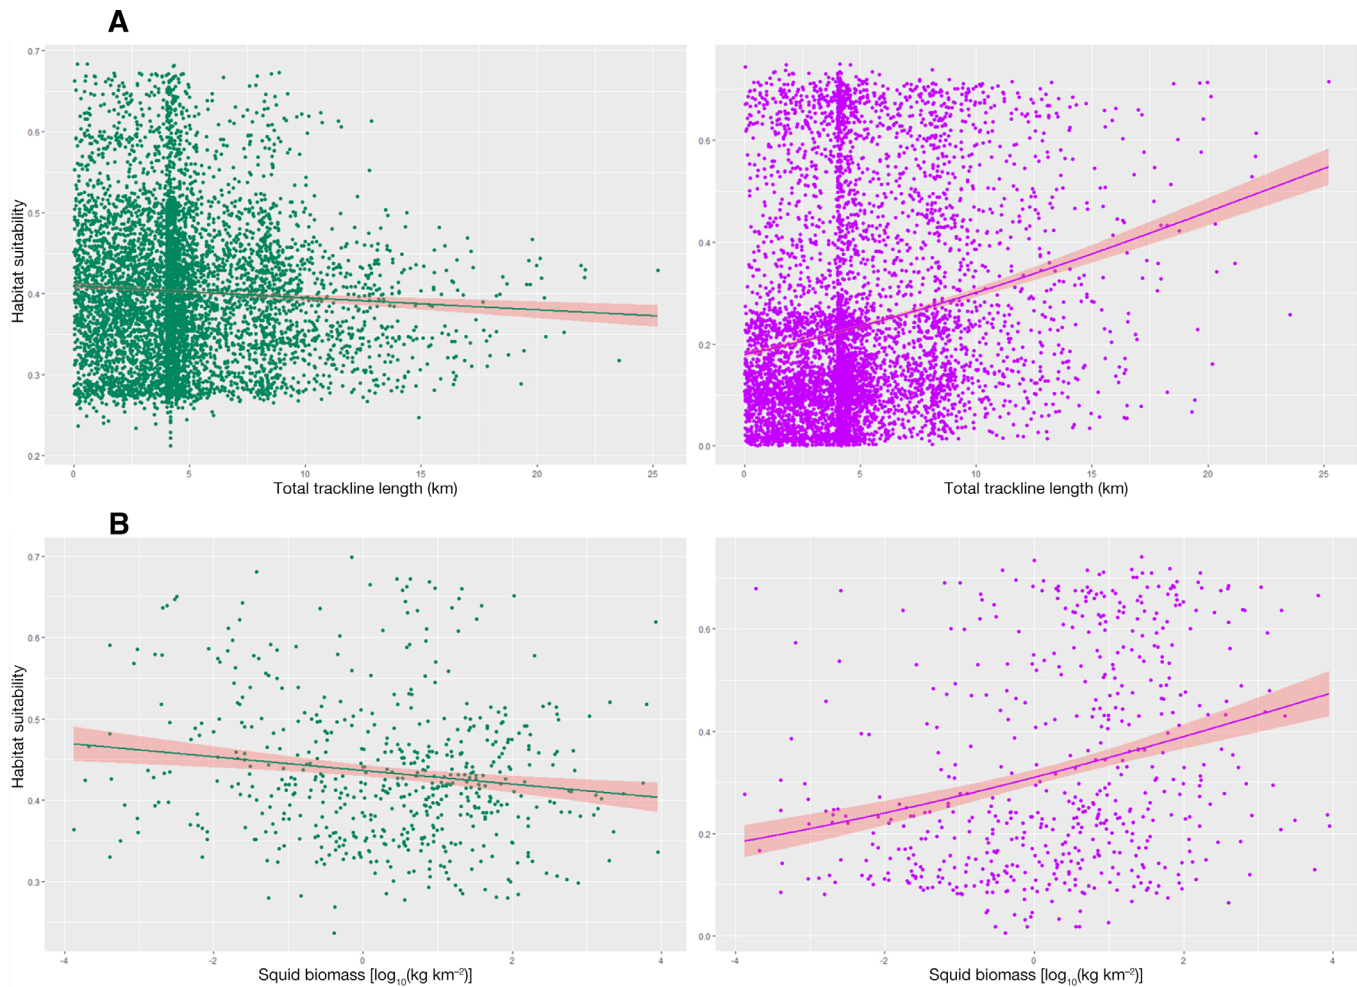 A
0.7
0.6
0.5
0.4
0.3
0.2
Habitat suitability
0 5 10 15 20 25
Total trackline length (km)
0.6
0.4
0.2
0.0
0 5 10 15 20 25
Total trackline length (km)
B
0.7
0.6
0.5
0.4
0.3
Habitat suitability
-4 -2 0 2 4
Squid biomass [log₁₀(kg km⁻²)]
0.6
0.4
0.2
0.0
-4 -2 0 2 4
Squid biomass [log₁₀(kg km⁻²)]